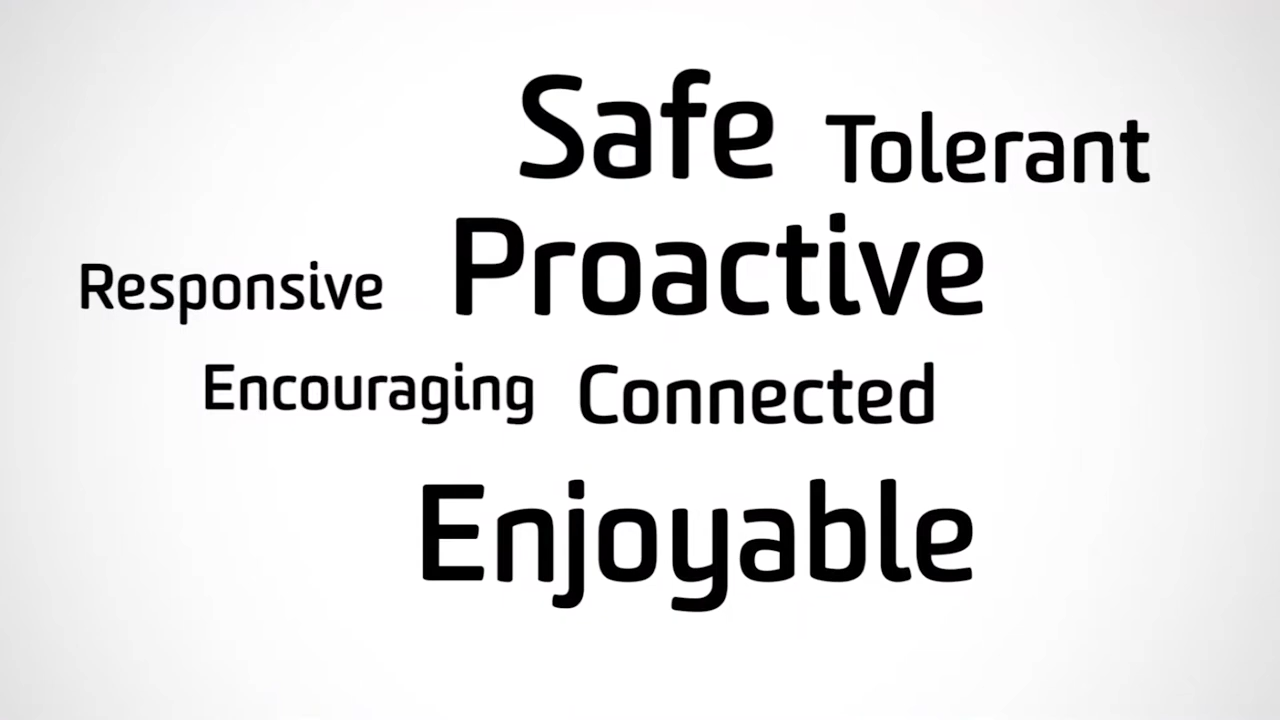 Safe Tolerant
Responsive Proactive
Encouraging Connected
Enjoyable